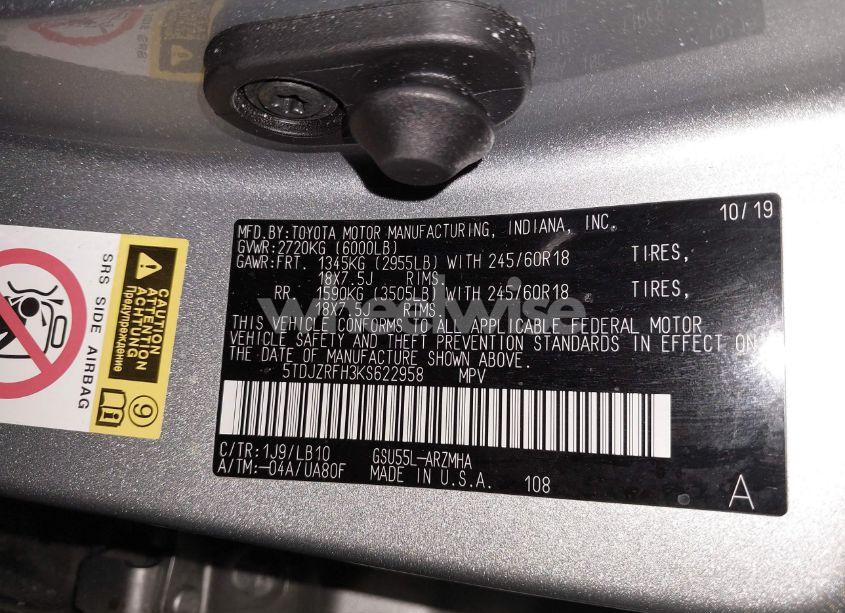 MFD.BY:TOYOTA MOTOR MANUFACTURING, INDIANA, INC. 10/19
GVWR:2720KG (6000LB)
GAWR:FRT. 1345KG (2955LB) WITH 245/60R18 TIRES,
18X7.5J RIMS.
RR. 1590KG (3505LB) WITH 245/60R18 TIRES,
18X7.5J RIMS
THIS VEHICLE CONFORMS TO ALL APPLICABLE FEDERAL MOTOR
VEHICLE SAFETY AND THEFT PREVENTION STANDARDS IN EFFECT ON
THE DATE OF MANUFACTURE SHOWN ABOVE.
5TDJZRFH3KS622958 MPV
C/TR:1J9/LB10 GSU55L-ARZMHA
A/TM:-04A/UA80F MADE IN U.S.A. 108
A
wheelwise
SRS SIDE AIRBAG
CAUTION
ATTENTION
ACHTUNG
Предупреждение
9